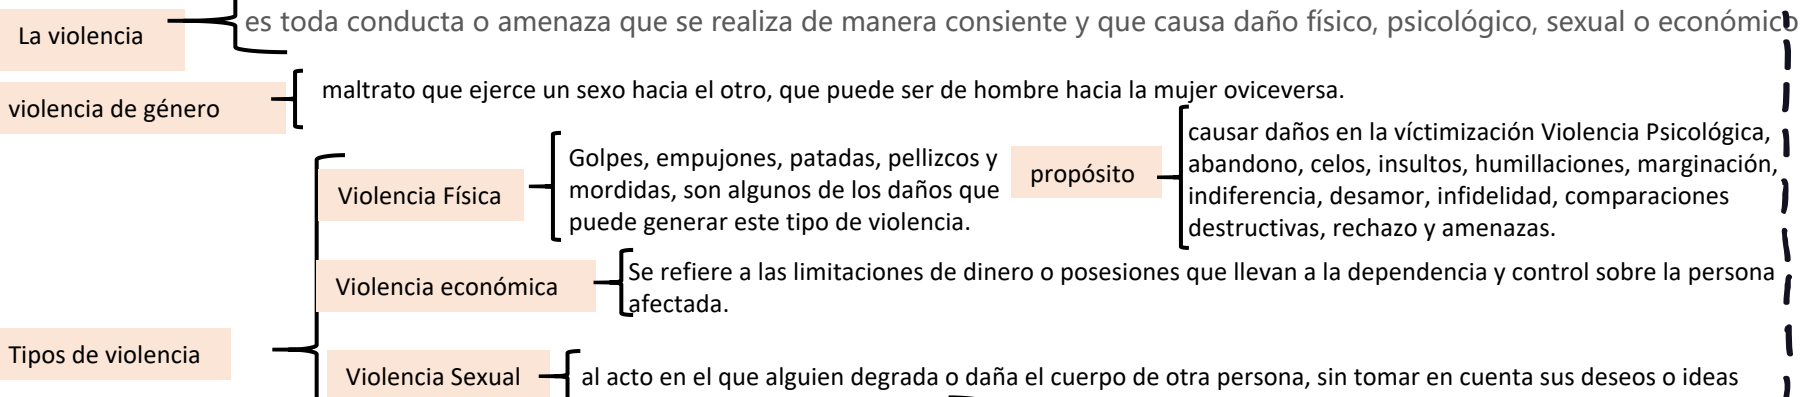 La violencia
es toda conducta o amenaza que se realiza de manera consiente y que causa daño físico, psicológico, sexual o económico
violencia de género
maltrato que ejerce un sexo hacia el otro, que puede ser de hombre hacia la mujer oviceversa.
Tipos de violencia
Violencia Física
Golpes, empujones, patadas, pellizcos y
mordidas, son algunos de los daños que
puede generar este tipo de violencia.
propósito
causar daños en la víctimización Violencia Psicológica,
abandono, celos, insultos, humillaciones, marginación,
indiferencia, desamor, infidelidad, comparaciones
destructivas, rechazo y amenazas.
Violencia económica
Se refiere a las limitaciones de dinero o posesiones que llevan a la dependencia y control sobre la persona
afectada.
Violencia Sexual
al acto en el que alguien degrada o daña el cuerpo de otra persona, sin tomar en cuenta sus deseos o ideas